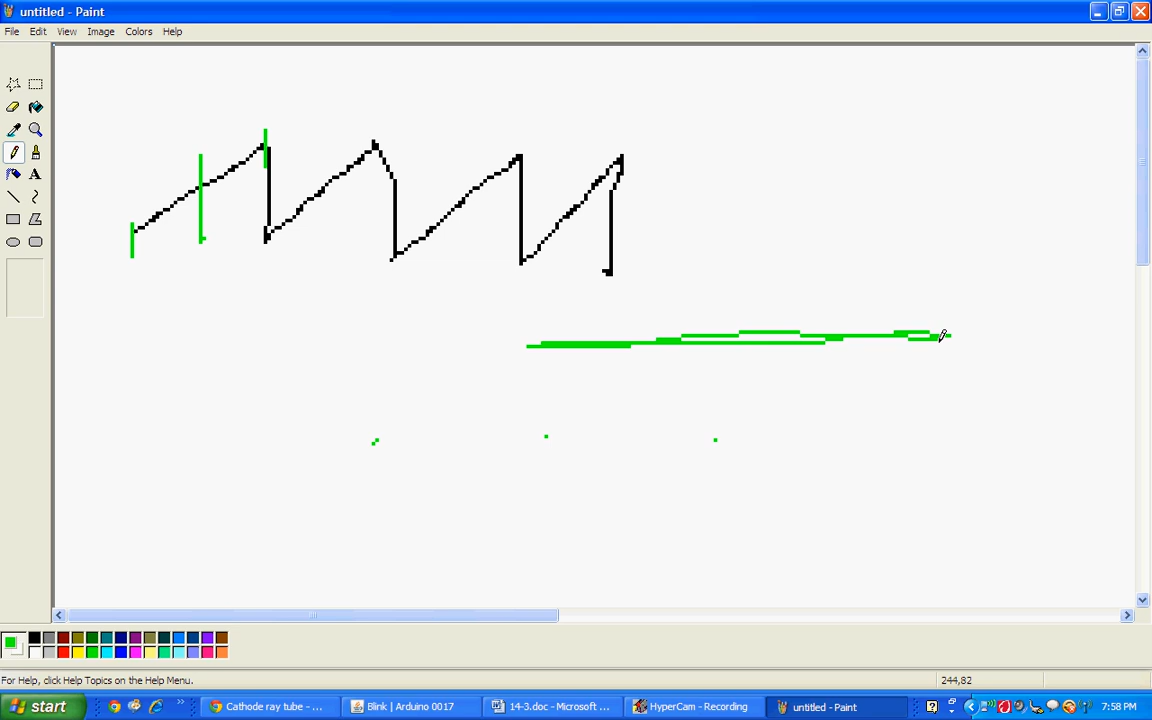 untitled - Paint
File Edit View Image Colors Help
For Help, click Help Topics on the Help Menu. 244,82
start Cathode ray tube - ... Blink | Arduino 0017 14-3.doc - Microsoft ... HyperCam - Recording untitled - Paint 7:58 PM